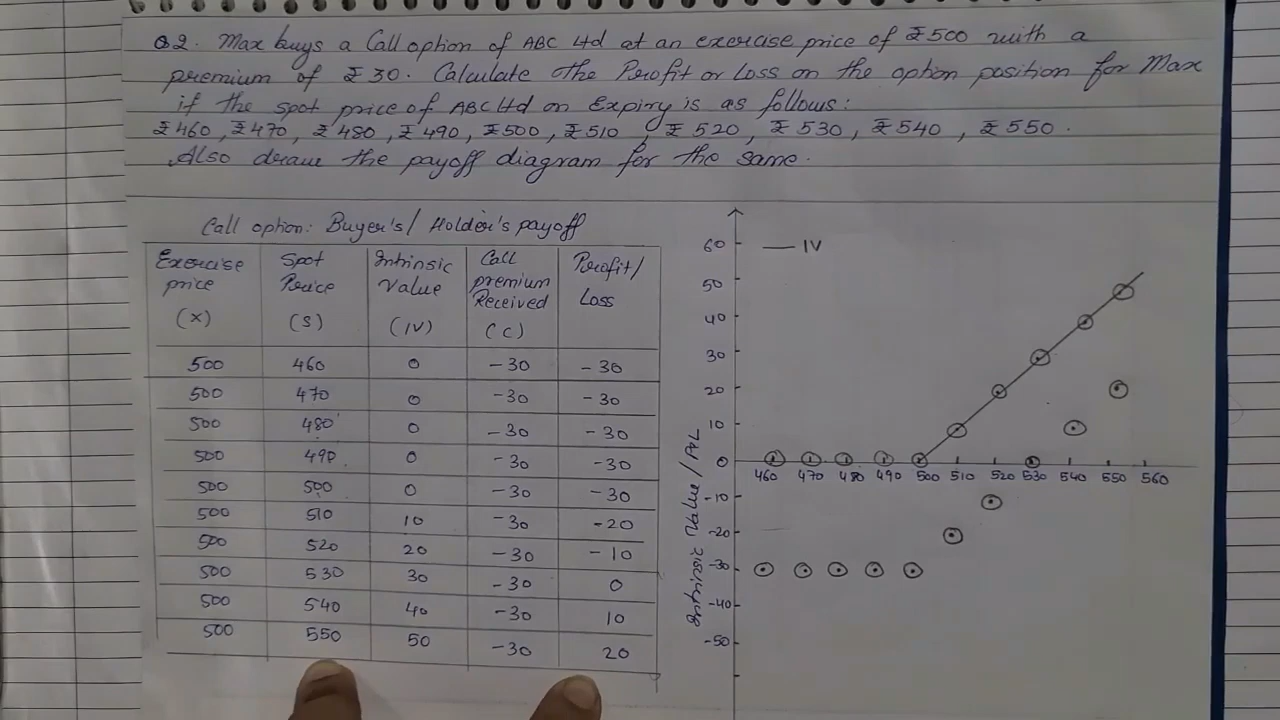 Q2. Max buys a Call option of ABC Ltd at an exercise price of ₹500 with a
premium of ₹30. Calculate the Profit or Loss on the option position for Max
if the spot price of ABC Ltd on Expiry is as follows:
₹460, ₹470, ₹480, ₹490, ₹500, ₹510, ₹520, ₹530, ₹540, ₹550.
Also draw the payoff diagram for the same.
Call option: Buyer's/ Holder's payoff
Exercise price (X) Spot Price (S) Intrinsic Value (IV) Call premium Received (C) Profit/ Loss
500 460 0 -30 -30
500 470 0 -30 -30
500 480 0 -30 -30
500 490 0 -30 -30
500 500 0 -30 -30
500 510 10 -30 -20
500 520 20 -30 -10
500 530 30 -30 0
500 540 40 -30 10
500 550 50 -30 20
Intrinsic Value / P/L
— IV
60
50
40
30
20
10
0
460 470 480 490 500 510 520 530 540 550 560
-10
-20
-30
-40
-50